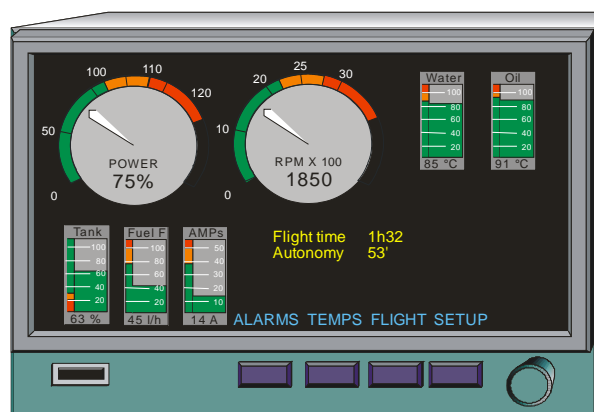 100
110
120
50
0
POWER
75%
20
25
30
10
0
RPM X 100
1850
Water
100
80
60
40
20
85 °C
Oil
100
80
60
40
20
91 °C
Tank
100
80
60
40
20
63 %
Fuel F
100
80
60
40
20
45 l/h
AMPs
50
40
30
20
10
14 A
Flight time 1h32
Autonomy 53'
ALARMS TEMPS FLIGHT SETUP